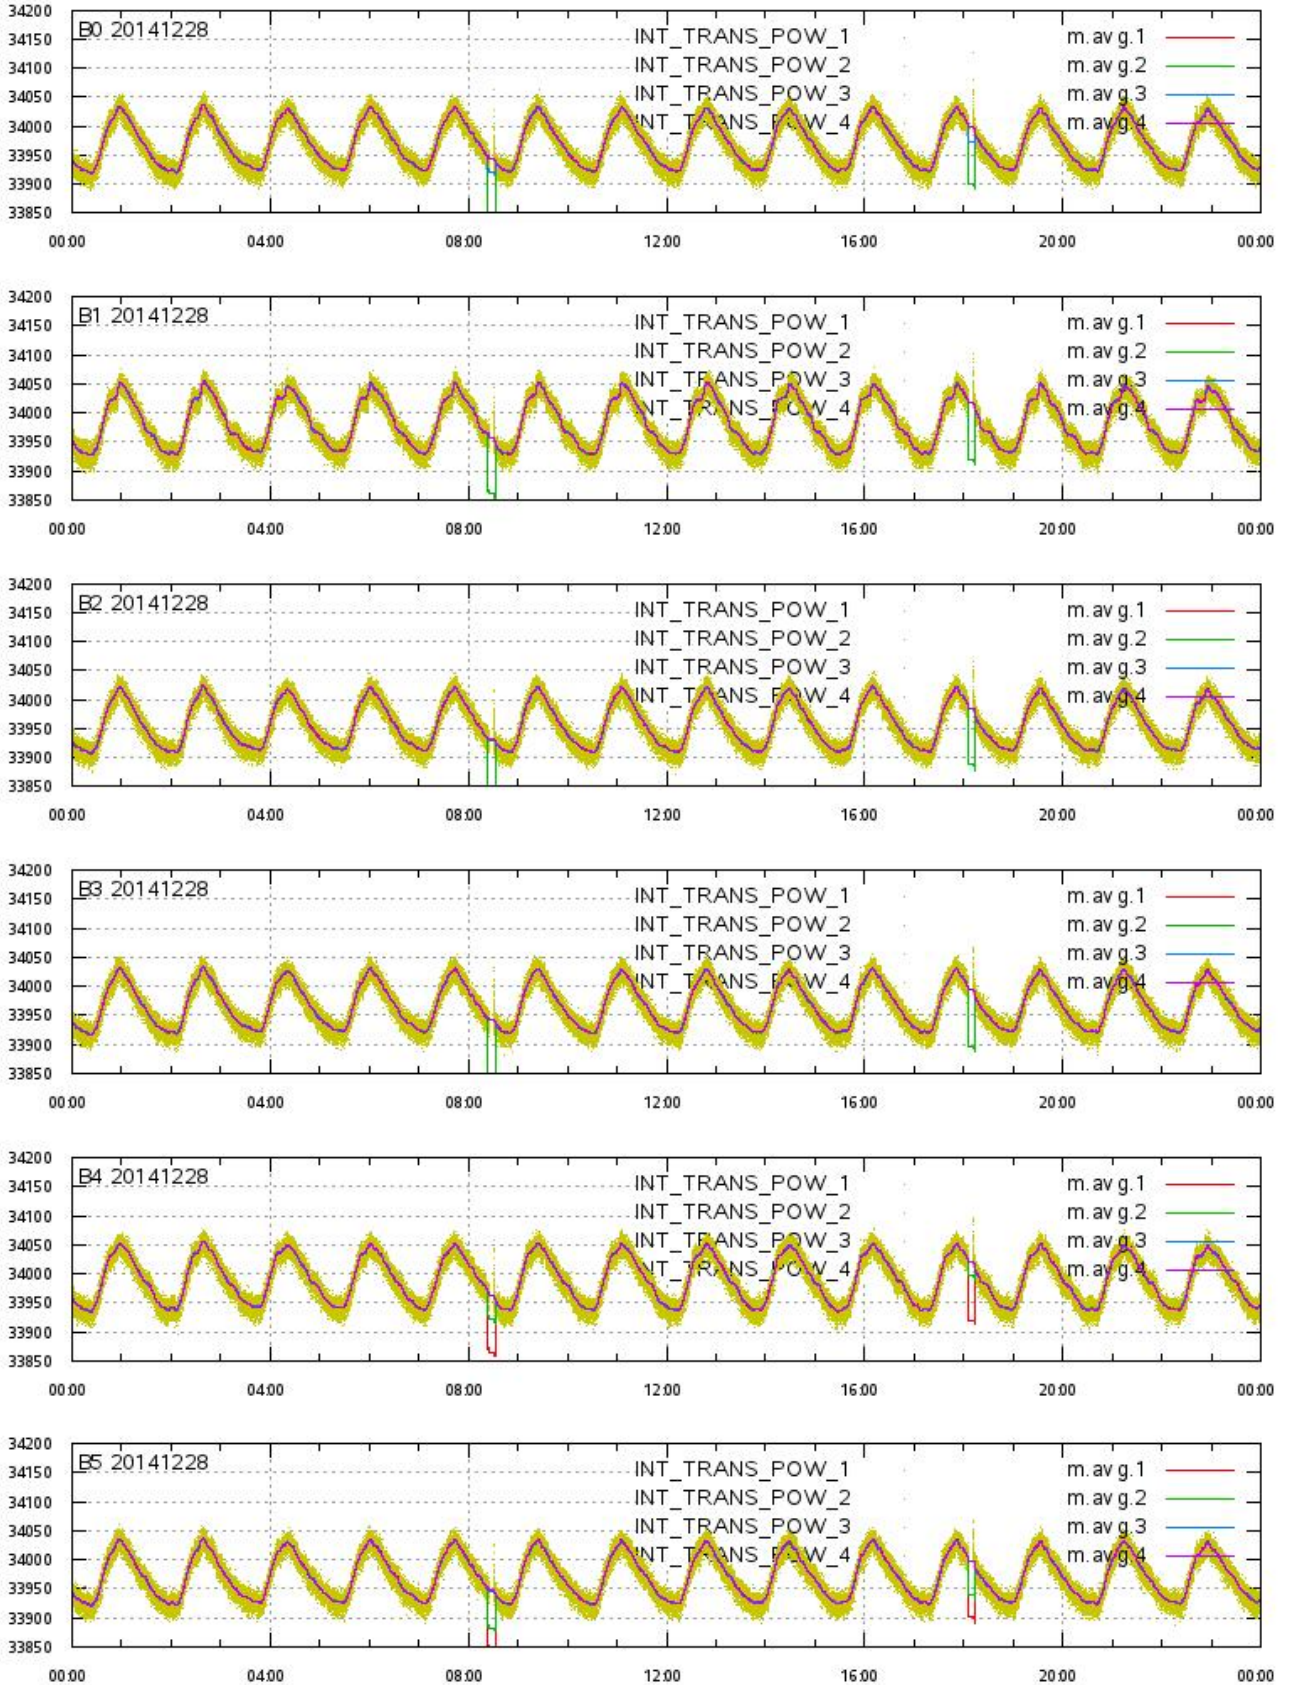 34200
B0 20141228 INT_TRANS_POW_1 m.avg.1
34150
INT_TRANS_POW_2 m.avg.2
34100
INT_TRANS_POW_3 m.avg.3
34050
INT_TRANS_POW_4 m.avg.4
34000
33950
33900
33850
00:00 04:00 08:00 12:00 16:00 20:00 00:00
34200
B1 20141228 INT_TRANS_POW_1 m.avg.1
34150
INT_TRANS_POW_2 m.avg.2
34100
INT_TRANS_POW_3 m.avg.3
34050
INT_TRANS_POW_4 m.avg.4
34000
33950
33900
33850
00:00 04:00 08:00 12:00 16:00 20:00 00:00
34200
B2 20141228 INT_TRANS_POW_1 m.avg.1
34150
INT_TRANS_POW_2 m.avg.2
34100
INT_TRANS_POW_3 m.avg.3
34050
INT_TRANS_POW_4 m.avg.4
34000
33950
33900
33850
00:00 04:00 08:00 12:00 16:00 20:00 00:00
34200
B3 20141228 INT_TRANS_POW_1 m.avg.1
34150
INT_TRANS_POW_2 m.avg.2
34100
INT_TRANS_POW_3 m.avg.3
34050
INT_TRANS_POW_4 m.avg.4
34000
33950
33900
33850
00:00 04:00 08:00 12:00 16:00 20:00 00:00
34200
B4 20141228 INT_TRANS_POW_1 m.avg.1
34150
INT_TRANS_POW_2 m.avg.2
34100
INT_TRANS_POW_3 m.avg.3
34050
INT_TRANS_POW_4 m.avg.4
34000
33950
33900
33850
00:00 04:00 08:00 12:00 16:00 20:00 00:00
34200
B5 20141228 INT_TRANS_POW_1 m.avg.1
34150
INT_TRANS_POW_2 m.avg.2
34100
INT_TRANS_POW_3 m.avg.3
34050
INT_TRANS_POW_4 m.avg.4
34000
33950
33900
33850
00:00 04:00 08:00 12:00 16:00 20:00 00:00